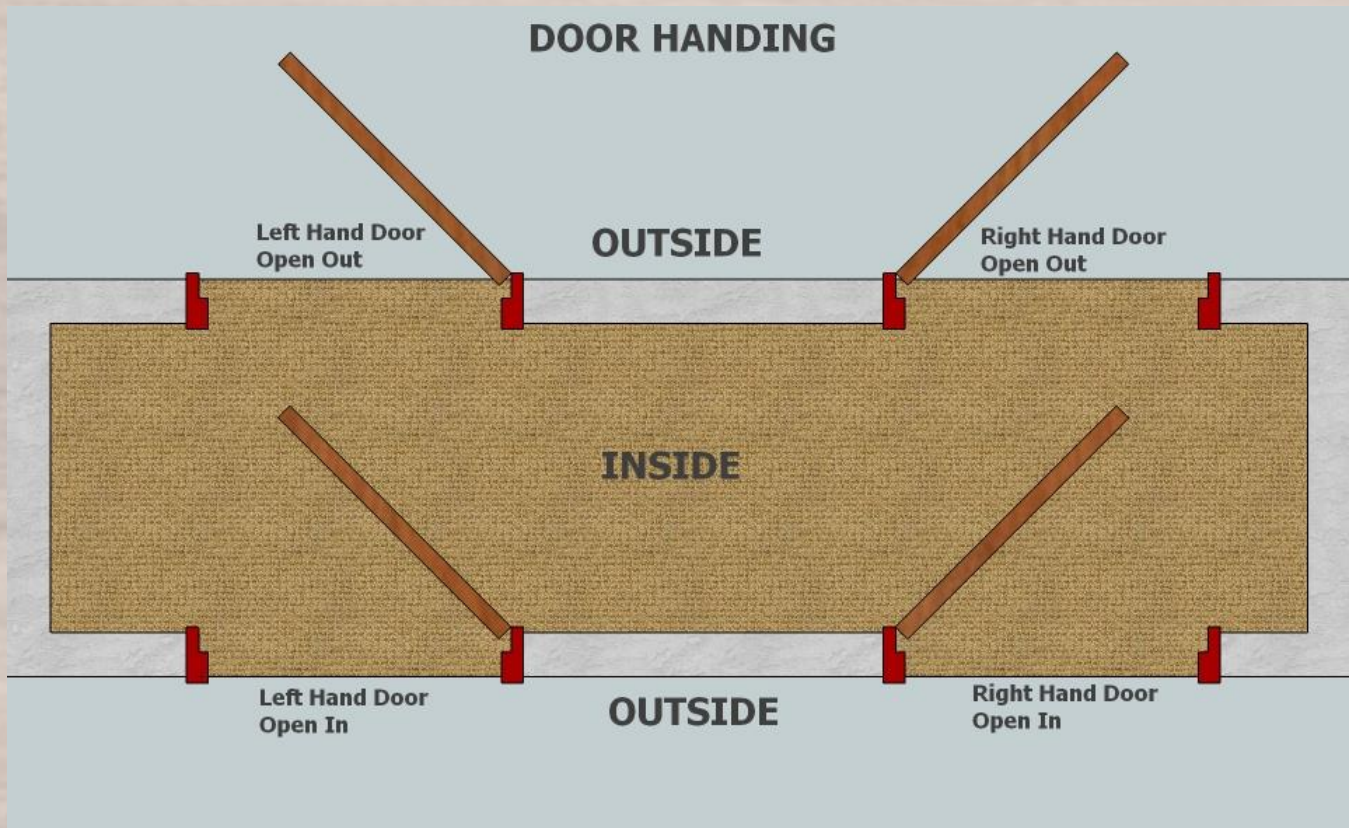 DOOR HANDING
Left Hand Door
Open Out
OUTSIDE
Right Hand Door
Open Out
INSIDE
Left Hand Door
Open In
OUTSIDE
Right Hand Door
Open In